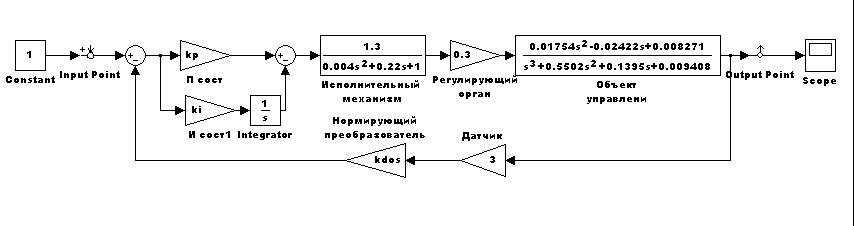 1
Constant
Input Point
kp
П сост
ki
И сост1
1
s
Integrator
1.3
0.004s²+0.22s+1
Исполнительный
механизм
0.3
Регулирующий
орган
0.01754s²-0.02422s+0.008271
s³+0.5502s²+0.1395s+0.009408
Объект
управлени
Output Point
Scope
Нормирующий
преобразователь
kdos
Датчик
3